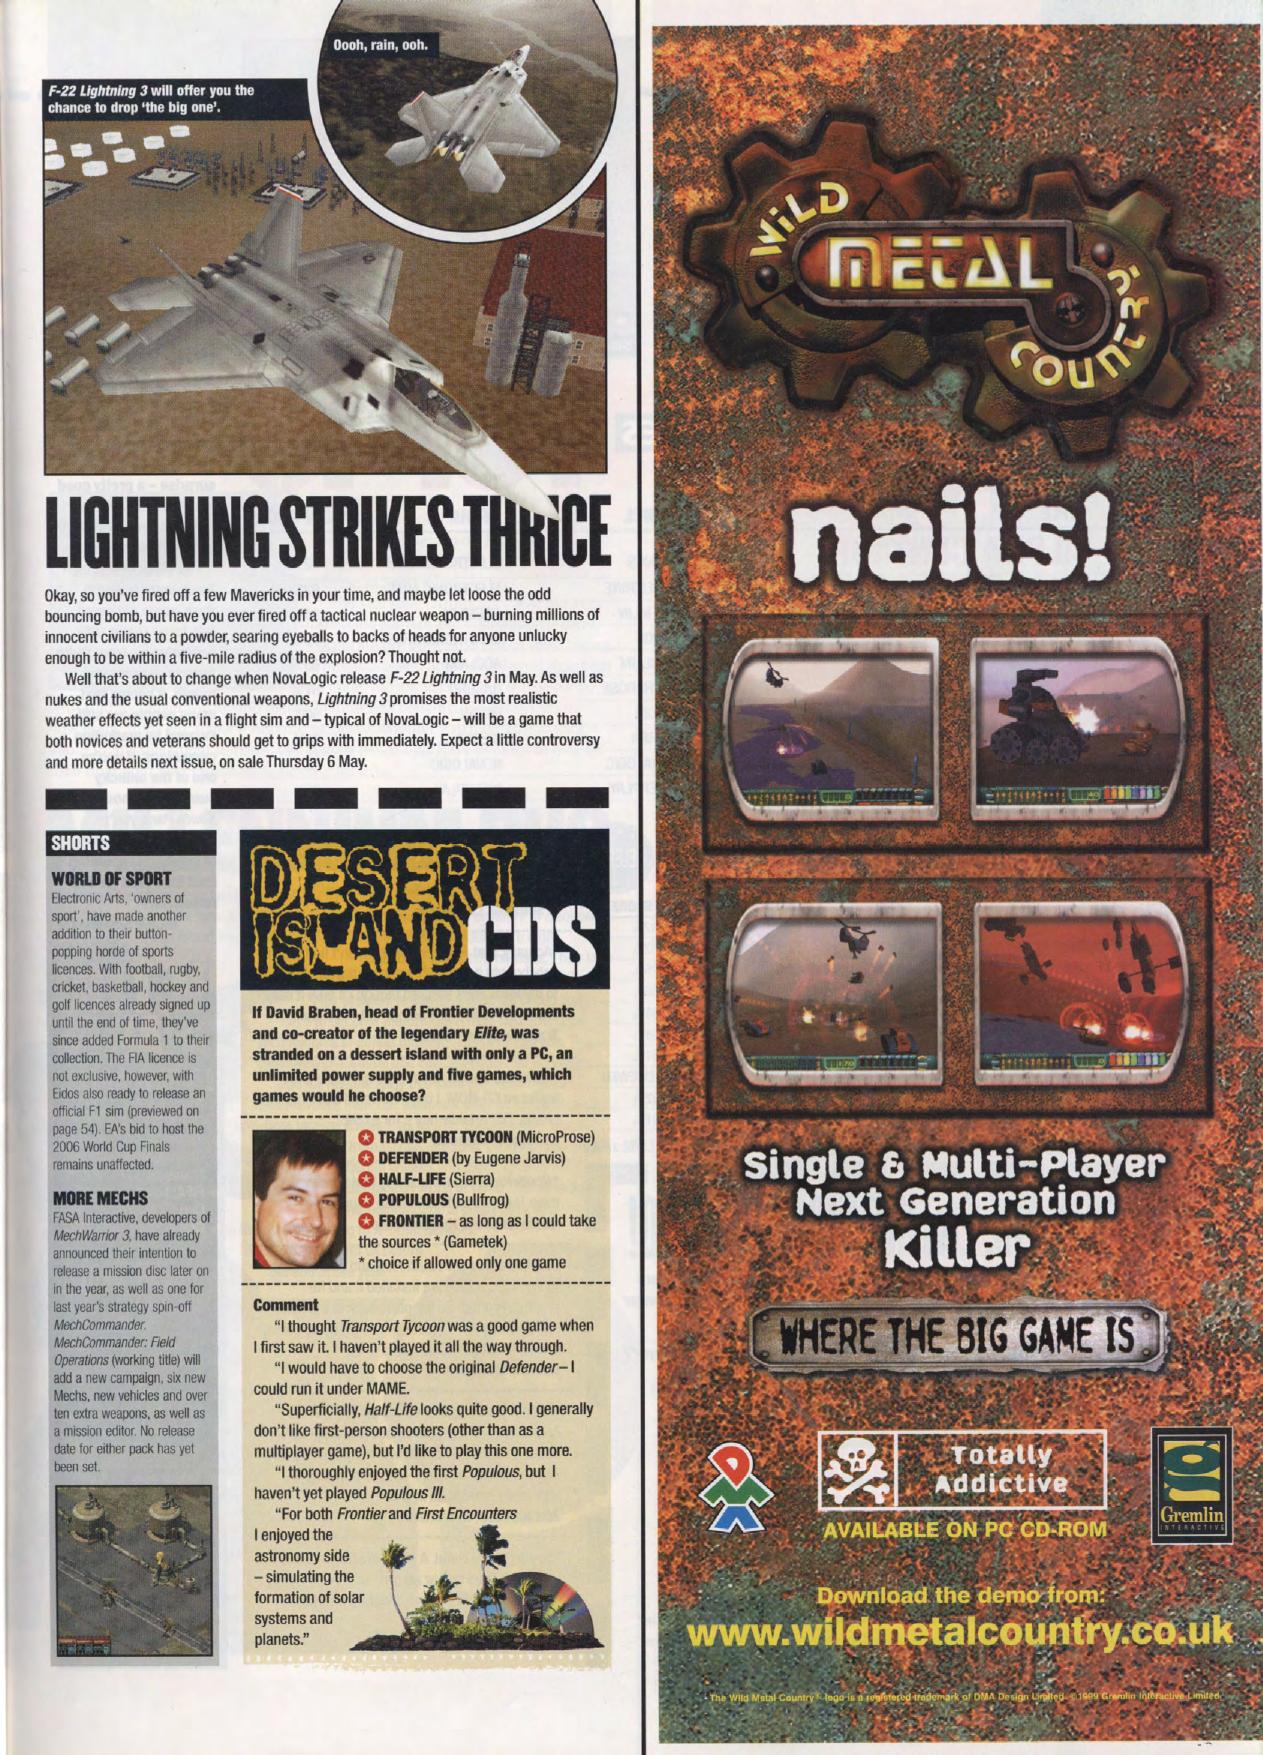 Oooh, rain, ooh.
F-22 Lightning 3 will offer you the
chance to drop 'the big one'.
LIGHTNING STRIKES THRICE
Okay, so you've fired off a few Mavericks in your time, and maybe let loose the odd
bouncing bomb, but have you ever fired off a tactical nuclear weapon – burning millions of
innocent civilians to a powder, searing eyeballs to backs of heads for anyone unlucky
enough to be within a five-mile radius of the explosion? Thought not.
Well that's about to change when NovaLogic release F-22 Lightning 3 in May. As well as
nukes and the usual conventional weapons, Lightning 3 promises the most realistic
weather effects yet seen in a flight sim and – typical of NovaLogic – will be a game that
both novices and veterans should get to grips with immediately. Expect a little controversy
and more details next issue, on sale Thursday 6 May.
SHORTS
WORLD OF SPORT
Electronic Arts, 'owners of
sport', have made another
addition to their button-
popping horde of sports
licences. With football, rugby,
cricket, basketball, hockey and
golf licences already signed up
until the end of time, they've
since added Formula 1 to their
collection. The FIA licence is
not exclusive, however, with
Eidos also ready to release an
official F1 sim (previewed on
page 54). EA's bid to host the
2006 World Cup Finals
remains unaffected.
MORE MECHS
FASA Interactive, developers of
MechWarrior 3, have already
announced their intention to
release a mission disc later on
in the year, as well as one for
last year's strategy spin-off
MechCommander.
MechCommander: Field
Operations (working title) will
add a new campaign, six new
Mechs, new vehicles and over
ten extra weapons, as well as
a mission editor. No release
date for either pack has yet
been set.
DESERT
ISLAND CDS
If David Braben, head of Frontier Developments
and co-creator of the legendary Elite, was
stranded on a dessert island with only a PC, an
unlimited power supply and five games, which
games would he choose?
TRANSPORT TYCOON (MicroProse)
DEFENDER (by Eugene Jarvis)
HALF-LIFE (Sierra)
POPULOUS (Bullfrog)
FRONTIER – as long as I could take
the sources * (Gametek)
* choice if allowed only one game
Comment
"I thought Transport Tycoon was a good game when
I first saw it. I haven't played it all the way through.
"I would have to choose the original Defender – I
could run it under MAME.
"Superficially, Half-Life looks quite good. I generally
don't like first-person shooters (other than as a
multiplayer game), but I'd like to play this one more.
"I thoroughly enjoyed the first Populous, but I
haven't yet played Populous III.
"For both Frontier and First Encounters
I enjoyed the
astronomy side
– simulating the
formation of solar
systems and
planets."
WILD
METAL
COUNTRY
nails!
Single & Multi-Player
Next Generation
Killer
WHERE THE BIG GAME IS
DMA
Totally
Addictive
Gremlin
INTERACTIVE
AVAILABLE ON PC CD-ROM
Download the demo from:
www.wildmetalcountry.co.uk
The Wild Metal Country® logo is a registered trademark of DMA Design Limited. ©1999 Gremlin Interactive Limited.